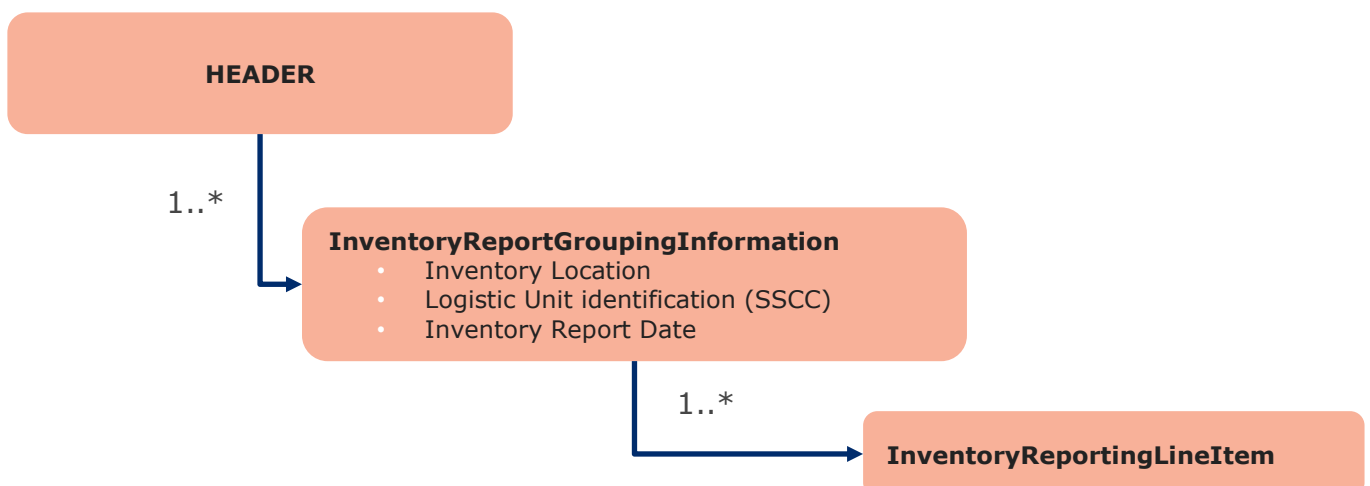 HEADER
1..*
InventoryReportGroupingInformation
• Inventory Location
• Logistic Unit identification (SSCC)
• Inventory Report Date
1..*
InventoryReportingLineItem